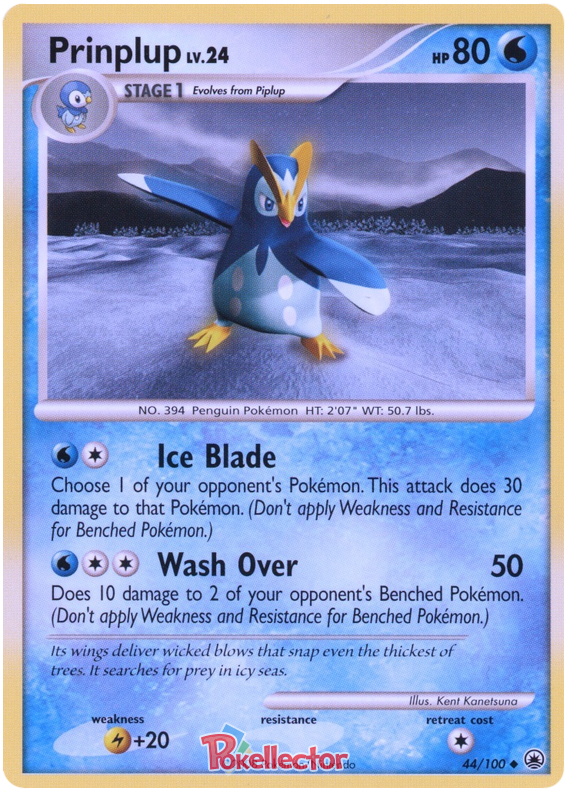 Prinplup LV.24 HP 80
STAGE 1 Evolves from Piplup
NO. 394 Penguin Pokémon HT: 2'07" WT: 50.7 lbs.
Ice Blade
Choose 1 of your opponent's Pokémon. This attack does 30
damage to that Pokémon. (Don't apply Weakness and Resistance
for Benched Pokémon.)
Wash Over 50
Does 10 damage to 2 of your opponent's Benched Pokémon.
(Don't apply Weakness and Resistance for Benched Pokémon.)
Its wings deliver wicked blows that snap even the thickest of
trees. It searches for prey in icy seas.
Illus. Kent Kanetsuna
weakness resistance retreat cost
+20
Pokellector
44/100